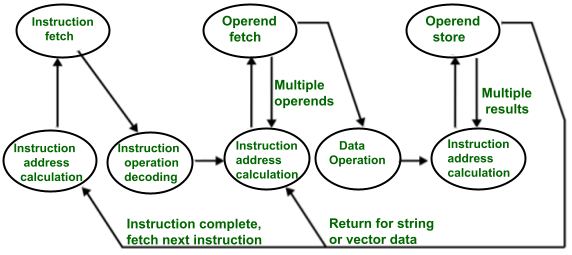 Instruction
fetch
Operend
fetch
Operend
store
Multiple
operends
Multiple
results
Instruction
address
calculation
Instruction
operation
decoding
Instruction
address
calculation
Data
Operation
Instruction
address
calculation
Instruction complete,
fetch next instruction
Return for string
or vector data